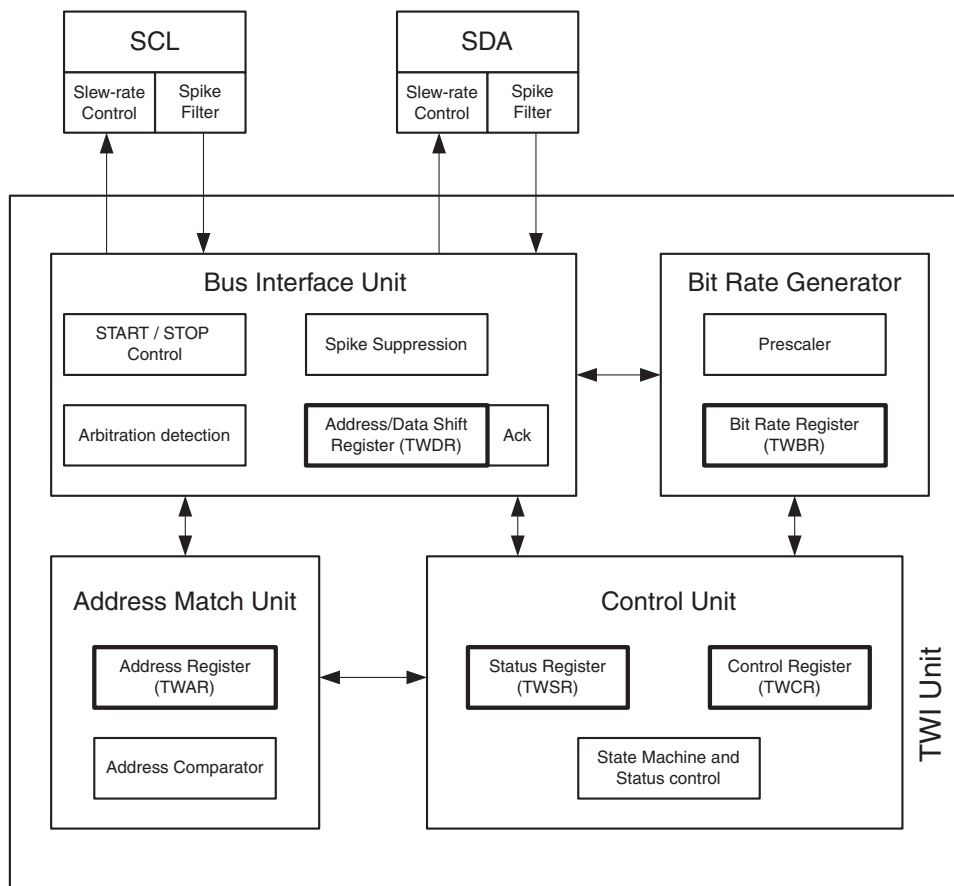 SCL
Slew-rate
Control
Spike
Filter
SDA
Slew-rate
Control
Spike
Filter
Bus Interface Unit
START / STOP
Control
Spike Suppression
Arbitration detection
Address/Data Shift
Register (TWDR)
Ack
Bit Rate Generator
Prescaler
Bit Rate Register
(TWBR)
Address Match Unit
Address Register
(TWAR)
Address Comparator
Control Unit
Status Register
(TWSR)
Control Register
(TWCR)
State Machine and
Status control
TWI Unit